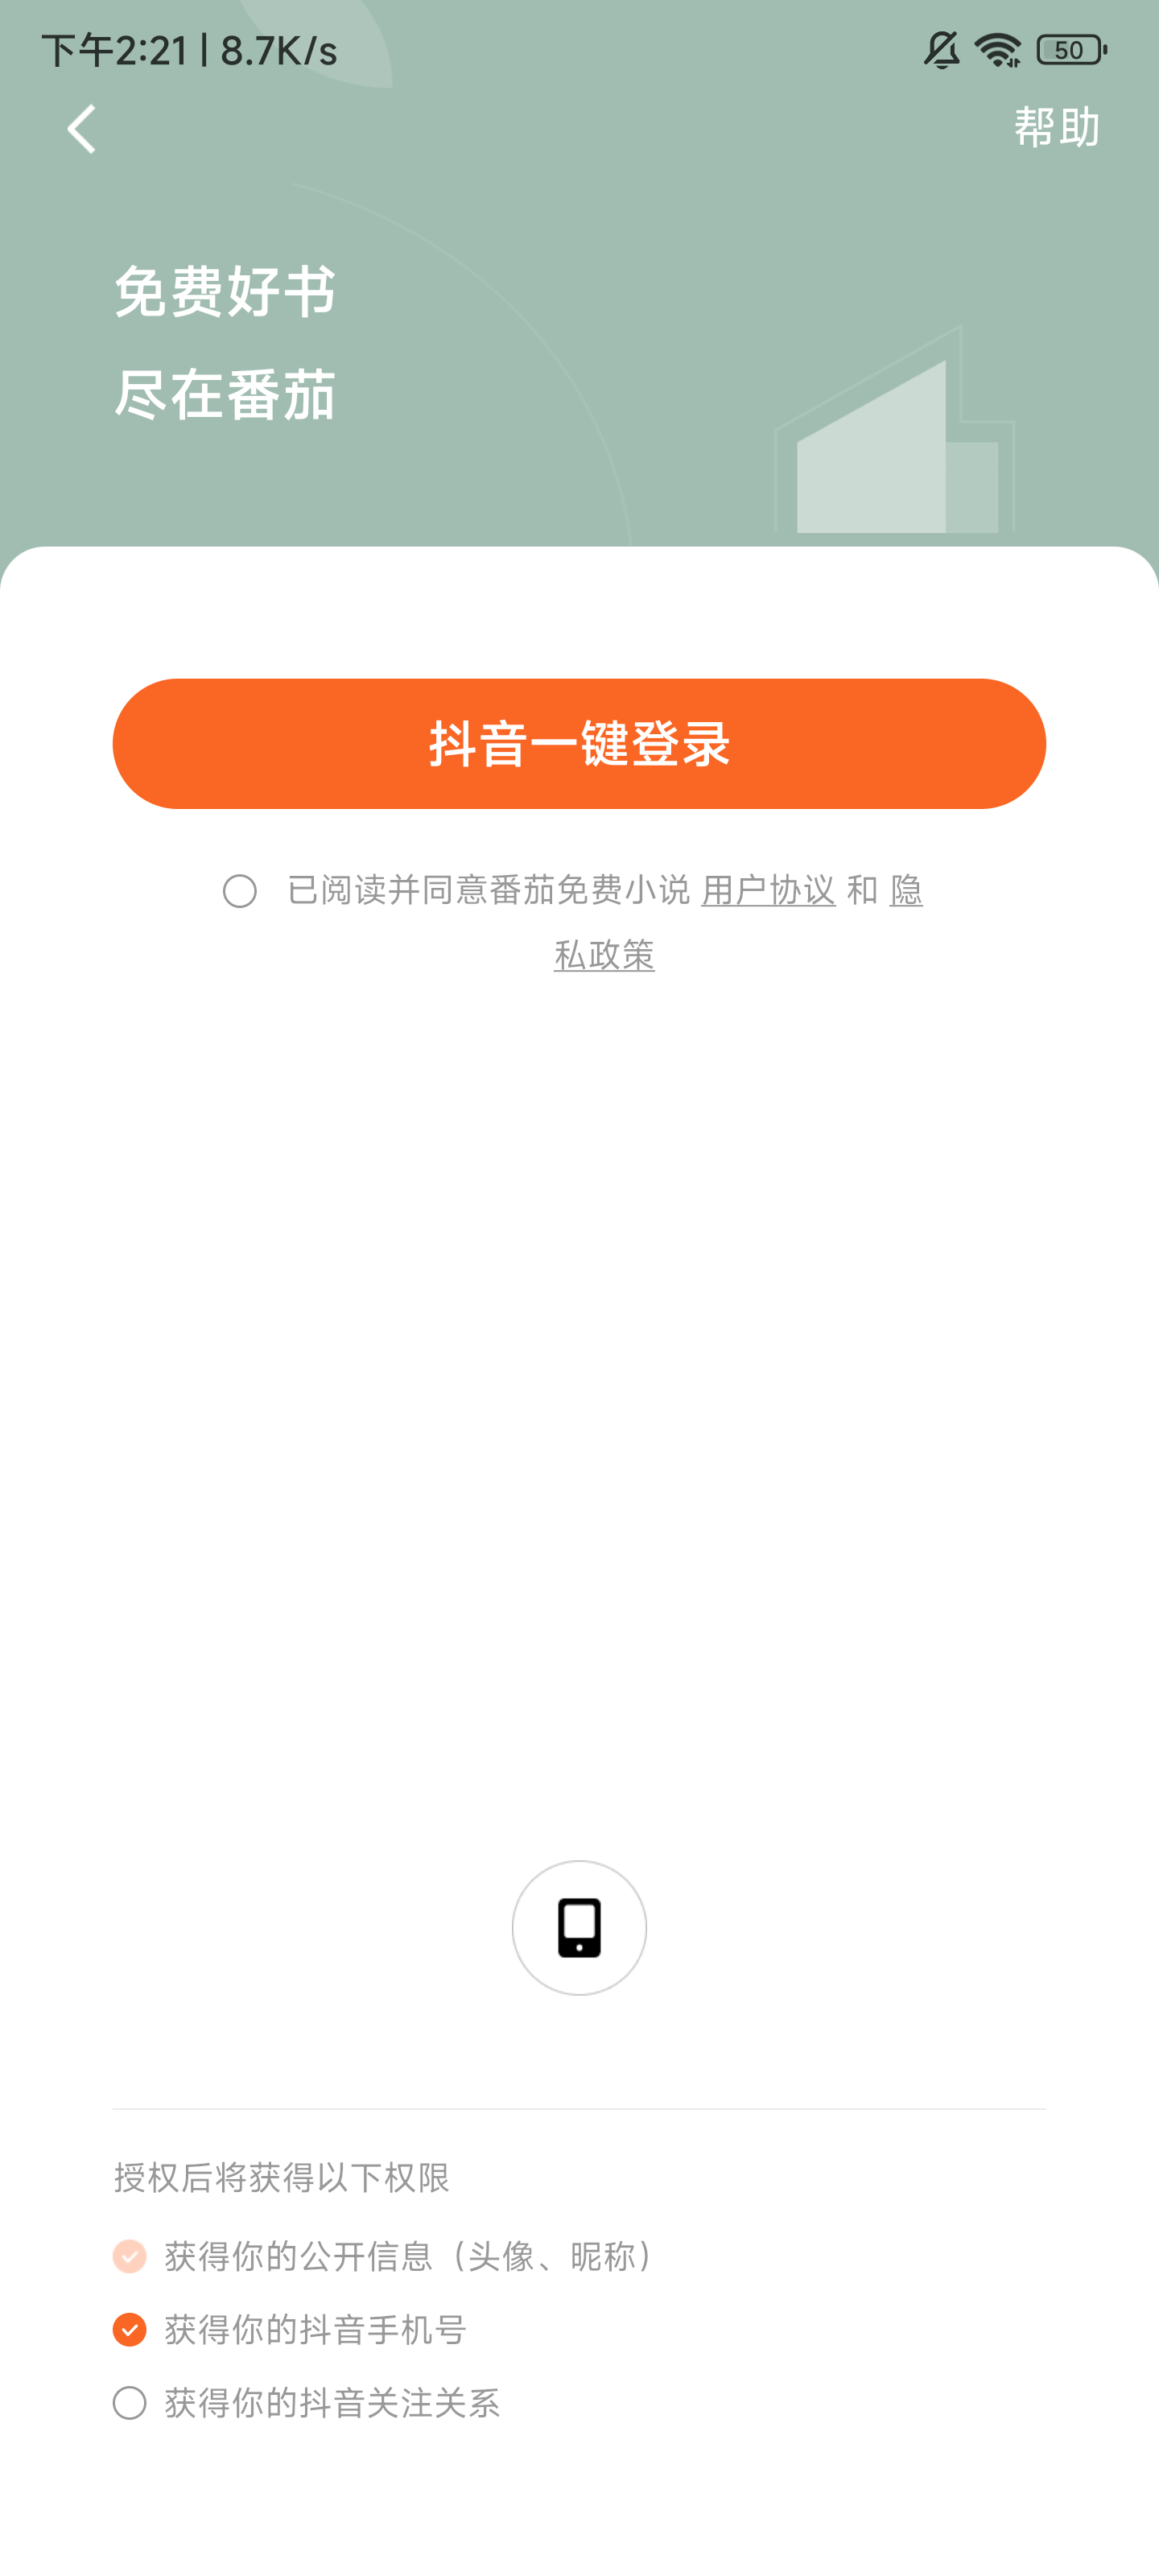 下午2:21 | 8.7K/s
50
帮助
免费好书
尽在番茄
抖音一键登录
已阅读并同意番茄免费小说 用户协议 和 隐
私政策
授权后将获得以下权限
获得你的公开信息（头像、昵称）
获得你的抖音手机号
获得你的抖音关注关系